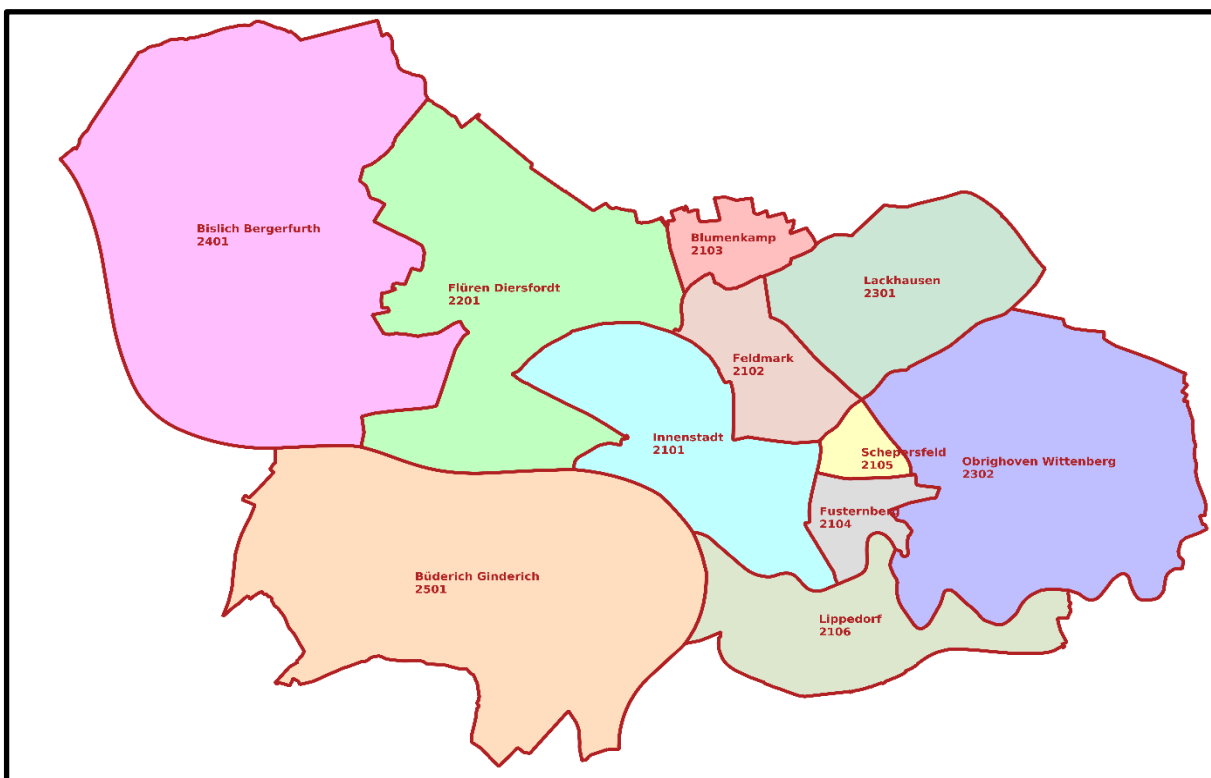 Bislich Bergerfurth
2401
Flüren Diersfordt
2201
Blumenkamp
2103
Lackhausen
2301
Feldmark
2102
Innenstadt
2101
Schepersfeld
2105
Obrighoven Wittenberg
2302
Fusternberg
2104
Büderich Ginderich
2501
Lippedorf
2106